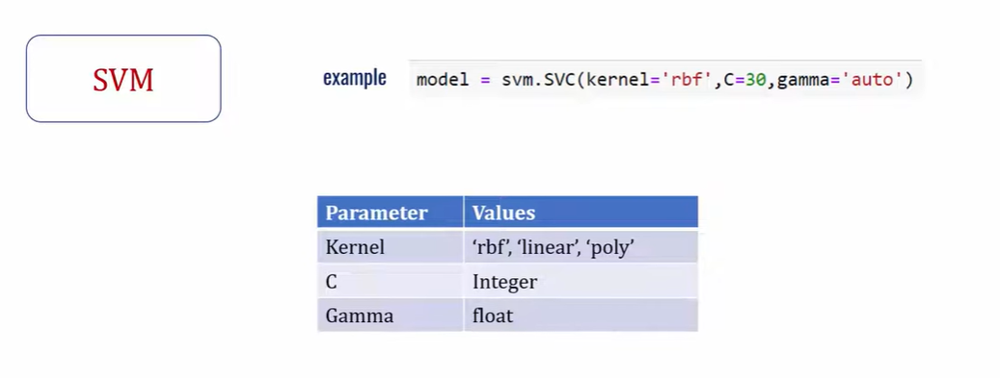 SVM
example
model = svm.SVC(kernel='rbf',C=30,gamma='auto')
Parameter Values
Kernel ‘rbf’, ‘linear’, ‘poly’
C Integer
Gamma float